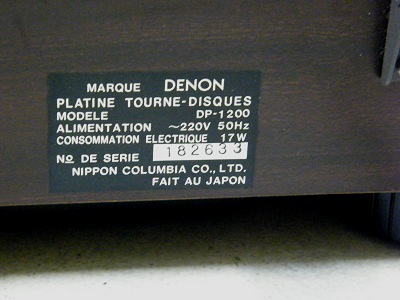 MARQUE DENON
PLATINE TOURNE-DISQUES
MODELE DP-1200
ALIMENTATION ~220V 50Hz
CONSOMMATION ELECTRIQUE 17W
No DE SERIE 182633
NIPPON COLUMBIA CO., LTD.
FAIT AU JAPON